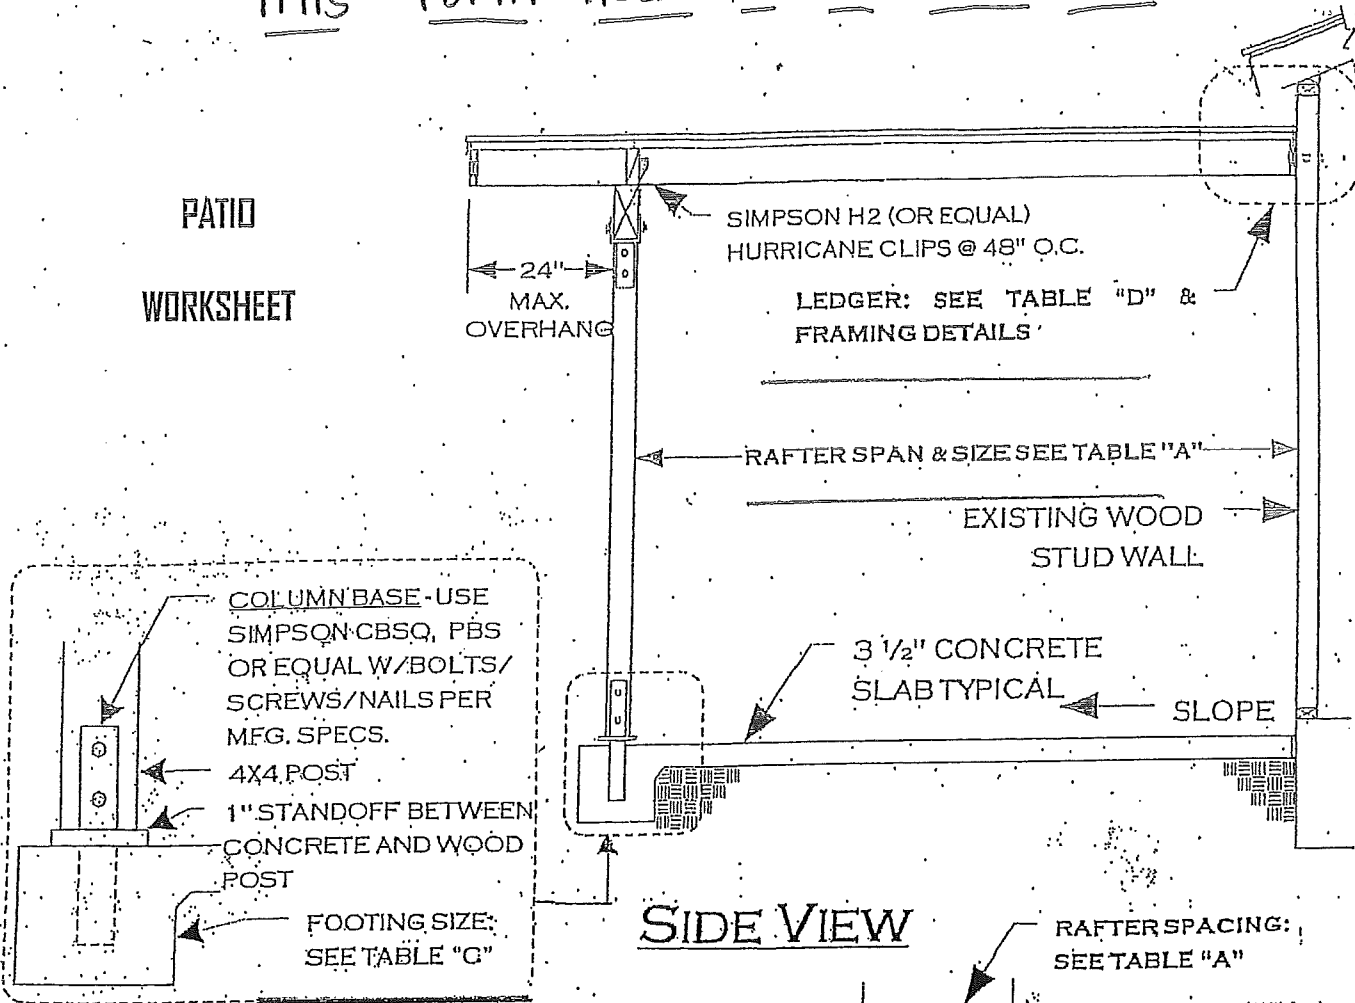 THIS FORM
PATIO
WORKSHEET
SIMPSON H2 (OR EQUAL)
HURRICANE CLIPS @ 48" O.C.
24"
MAX.
OVERHANG
LEDGER: SEE TABLE "D" &
FRAMING DETAILS
RAFTER SPAN & SIZE SEE TABLE "A"
EXISTING WOOD
STUD WALL
COLUMN BASE - USE
SIMPSON CBSQ, PBS
OR EQUAL W/BOLTS/
SCREWS/NAILS PER
MFG. SPECS.
4X4 POST
1" STANDOFF BETWEEN
CONCRETE AND WOOD
POST
FOOTING SIZE:
SEE TABLE "C"
3 1/2" CONCRETE
SLAB TYPICAL
SLOPE
SIDE VIEW
RAFTER SPACING:
SEE TABLE "A"